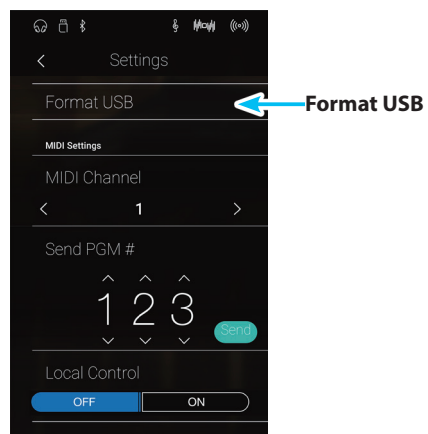 Settings
Format USB
Format USB
MIDI Settings
MIDI Channel
1
Send PGM #
1 2 3
Send
Local Control
OFF ON